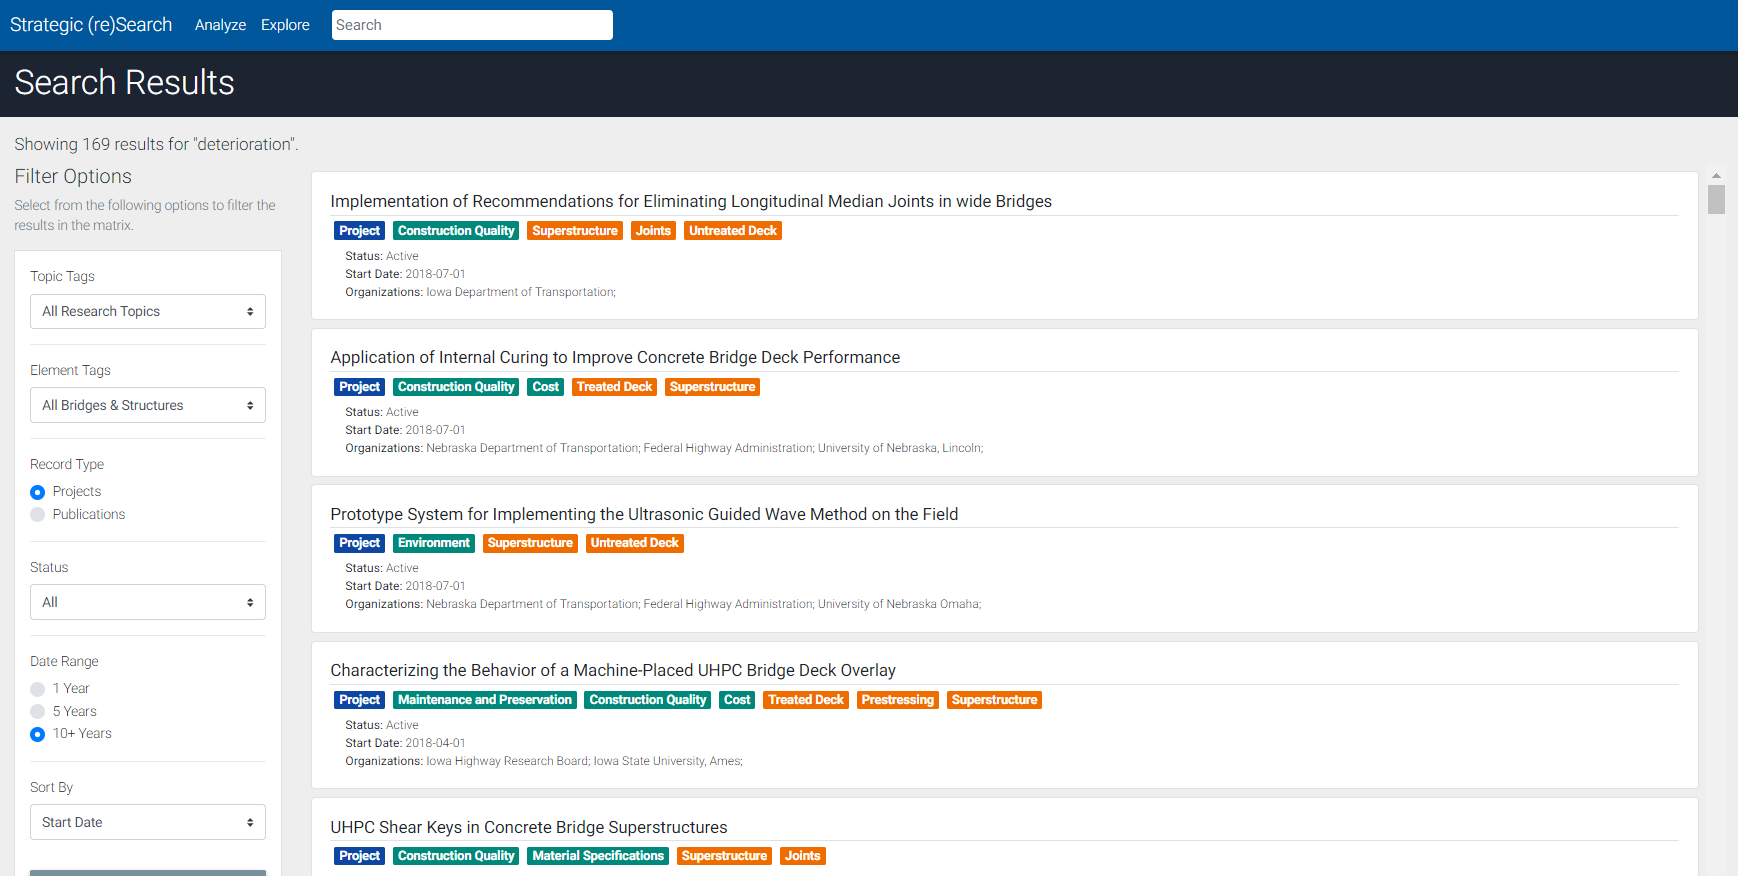 Strategic (re)Search Analyze Explore Search
Search Results
Showing 169 results for "deterioration".
Filter Options
Select from the following options to filter the
results in the matrix.
Topic Tags
All Research Topics
Element Tags
All Bridges & Structures
Record Type
Projects
Publications
Status
All
Date Range
1 Year
5 Years
10+ Years
Sort By
Start Date
Implementation of Recommendations for Eliminating Longitudinal Median Joints in wide Bridges
Project Construction Quality Superstructure Joints Untreated Deck
Status: Active
Start Date: 2018-07-01
Organizations: Iowa Department of Transportation;
Application of Internal Curing to Improve Concrete Bridge Deck Performance
Project Construction Quality Cost Treated Deck Superstructure
Status: Active
Start Date: 2018-07-01
Organizations: Nebraska Department of Transportation; Federal Highway Administration; University of Nebraska, Lincoln;
Prototype System for Implementing the Ultrasonic Guided Wave Method on the Field
Project Environment Superstructure Untreated Deck
Status: Active
Start Date: 2018-07-01
Organizations: Nebraska Department of Transportation; Federal Highway Administration; University of Nebraska Omaha;
Characterizing the Behavior of a Machine-Placed UHPC Bridge Deck Overlay
Project Maintenance and Preservation Construction Quality Cost Treated Deck Prestressing Superstructure
Status: Active
Start Date: 2018-04-01
Organizations: Iowa Highway Research Board; Iowa State University, Ames;
UHPC Shear Keys in Concrete Bridge Superstructures
Project Construction Quality Material Specifications Superstructure Joints